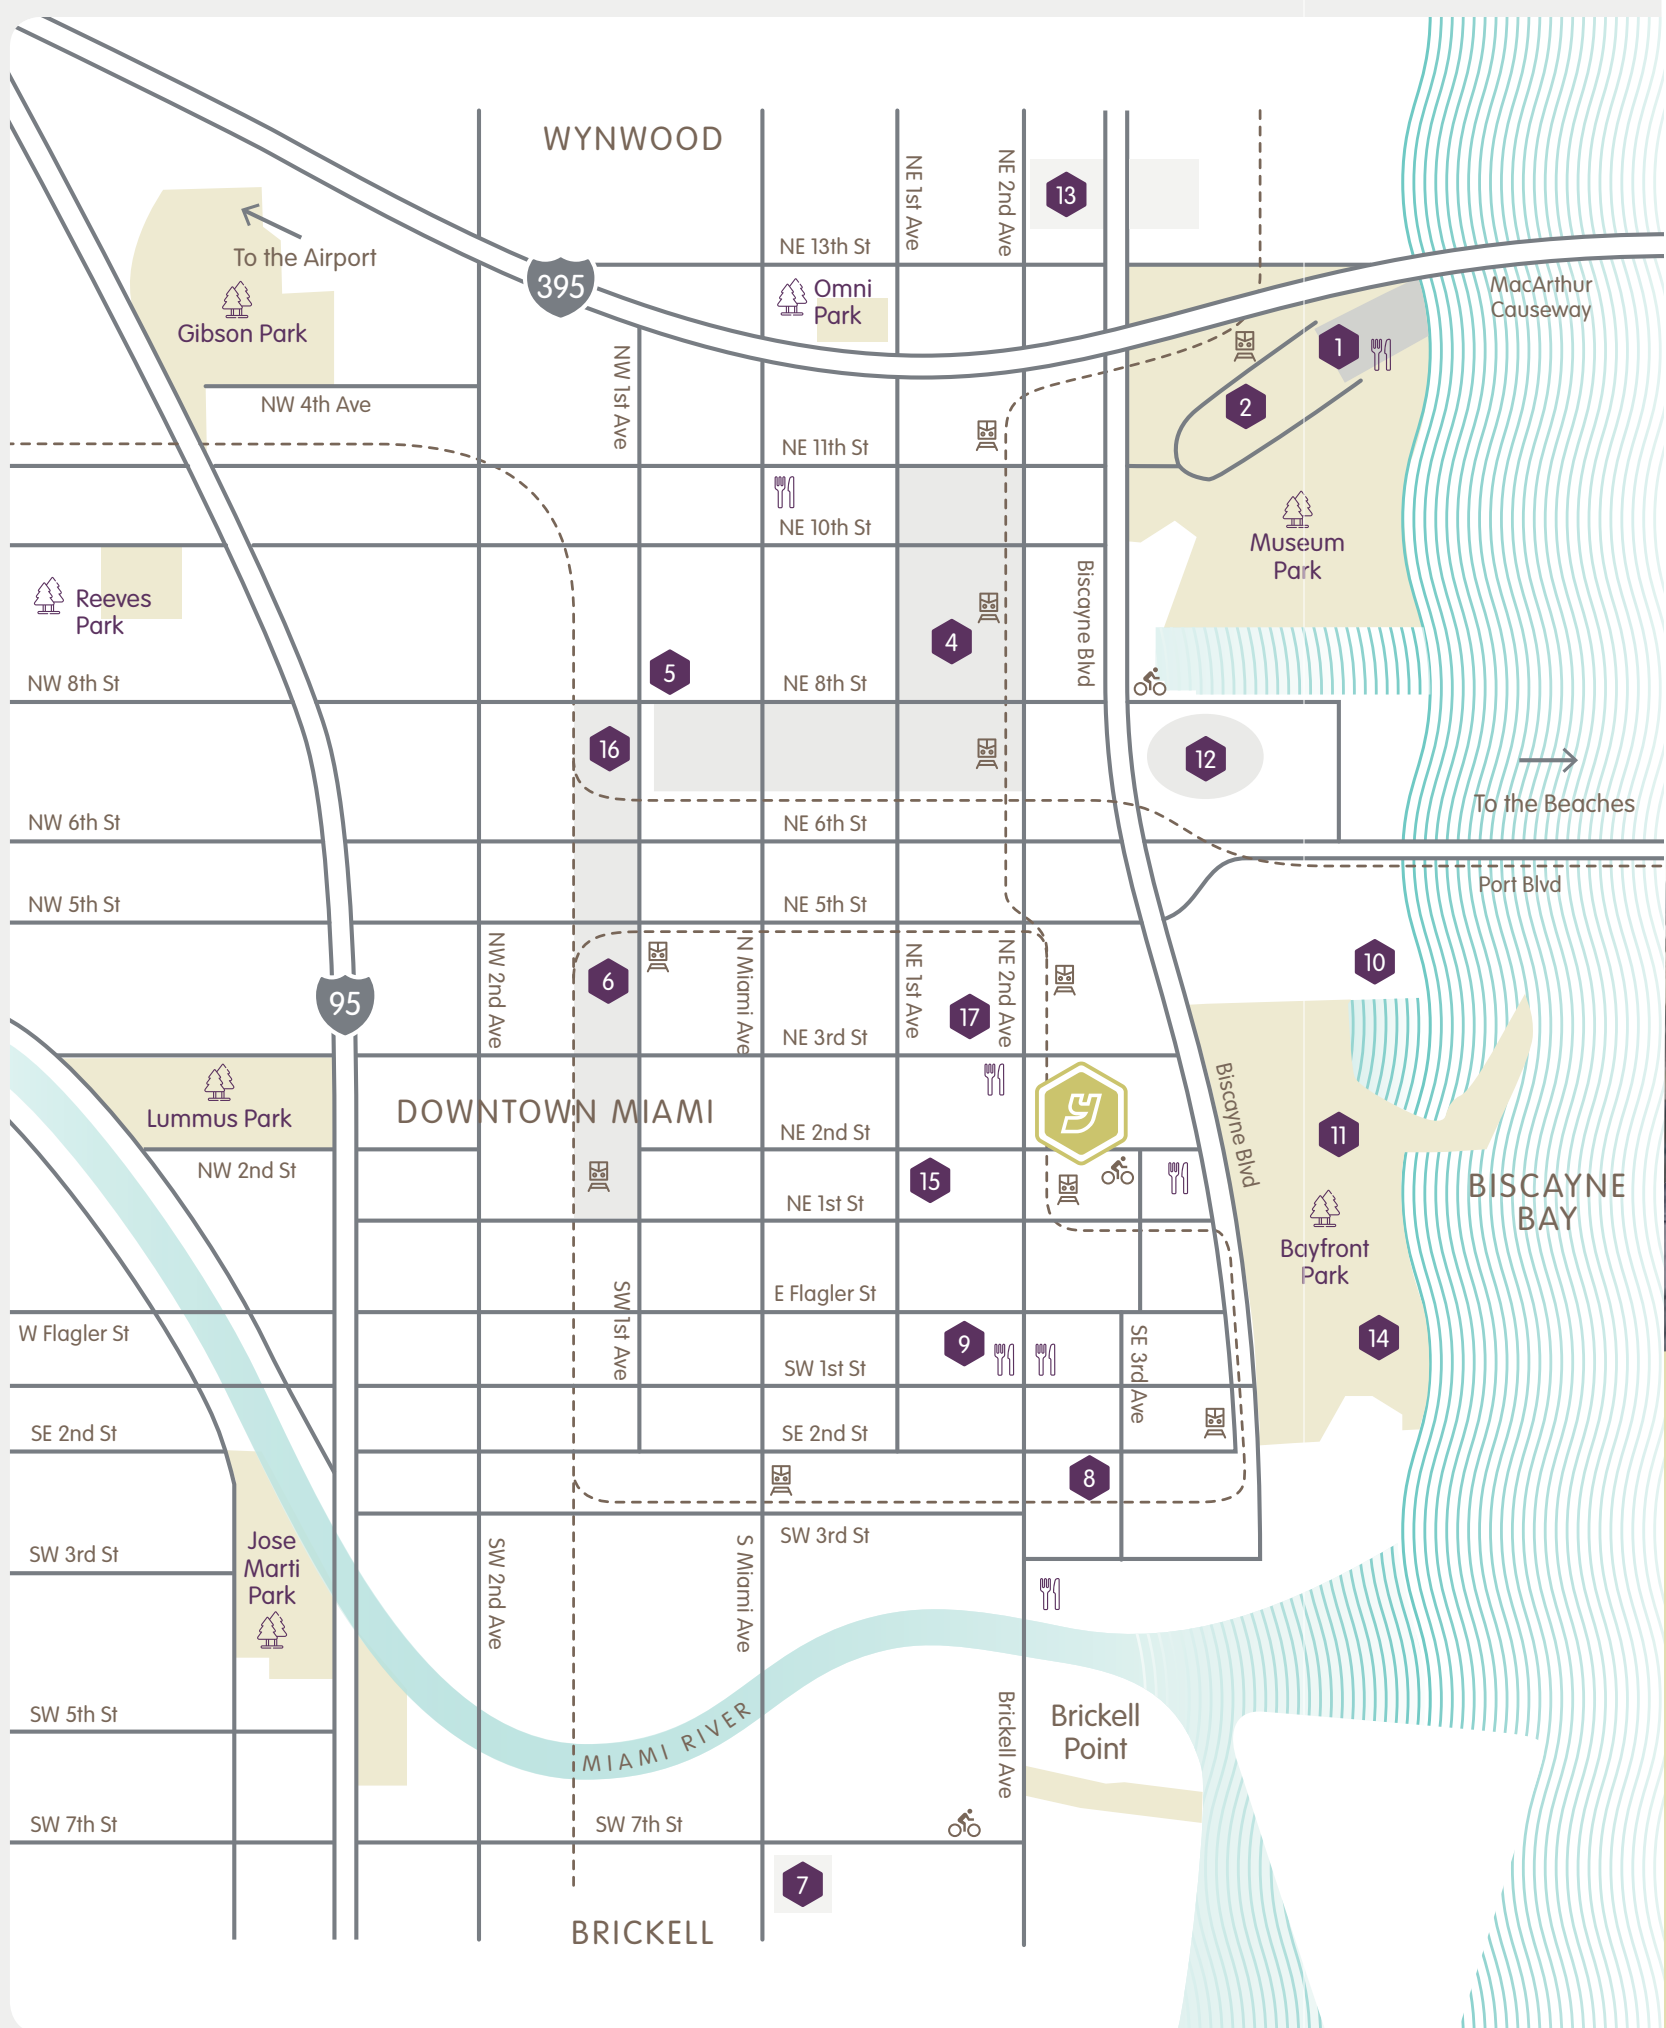 WYNWOOD
NE 1st Ave
NE 2nd Ave
13
NE 13th St
To the Airport
395
Omni
Park
MacArthur
Causeway
Gibson Park
1
NW 1st Ave
2
NW 4th Ave
NE 11th St
NE 10th St
Museum
Park
Biscayne Blvd
Reeves
Park
4
5
NW 8th St
NE 8th St
16
12
To the Beaches
NW 6th St
NE 6th St
Port Blvd
NW 5th St
NE 5th St
NW 2nd Ave
N Miami Ave
NE 1st Ave
NE 2nd Ave
10
6
95
17
NE 3rd St
Lummus Park
DOWNTOWN MIAMI
y
Biscayne Blvd
NE 2nd St
11
NW 2nd St
15
BISCAYNE
BAY
NE 1st St
Bayfront
Park
SW 1st Ave
E Flagler St
W Flagler St
9
SE 3rd Ave
14
SW 1st St
SE 2nd St
SE 2nd St
8
Jose
Marti
Park
SW 3rd St
SW 3rd St
SW 2nd Ave
S Miami Ave
Brickell Ave
SW 5th St
MIAMI RIVER
Brickell
Point
SW 7th St
SW 7th St
7
BRICKELL